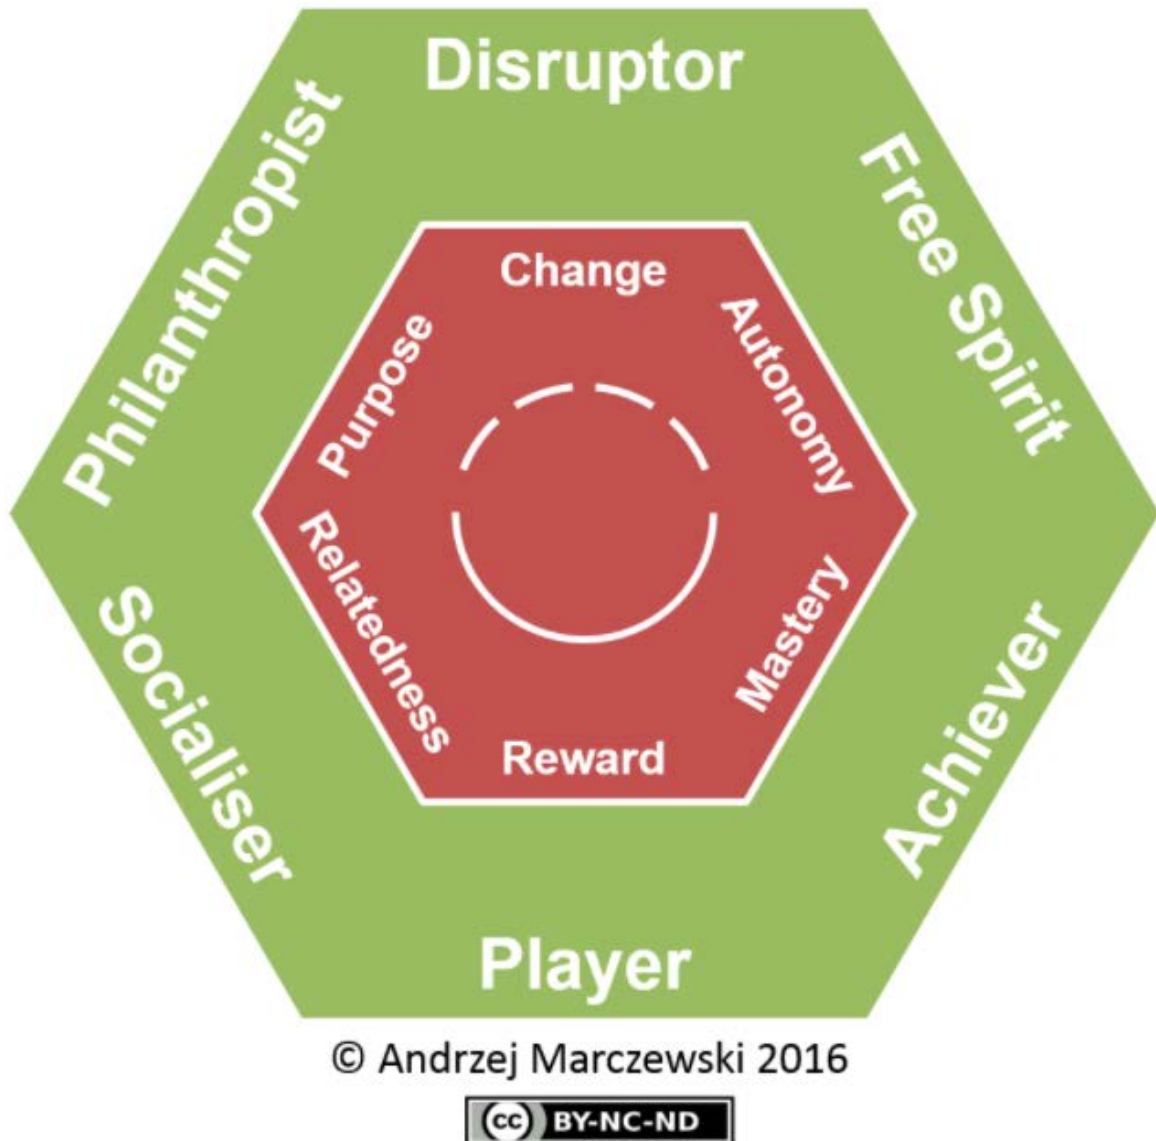 Disruptor
Philanthropist
Free Spirit
Change
Purpose
Autonomy
Relatedness
Mastery
Reward
Socialiser
Achiever
Player
© Andrzej Marczewski 2016
cc BY-NC-ND